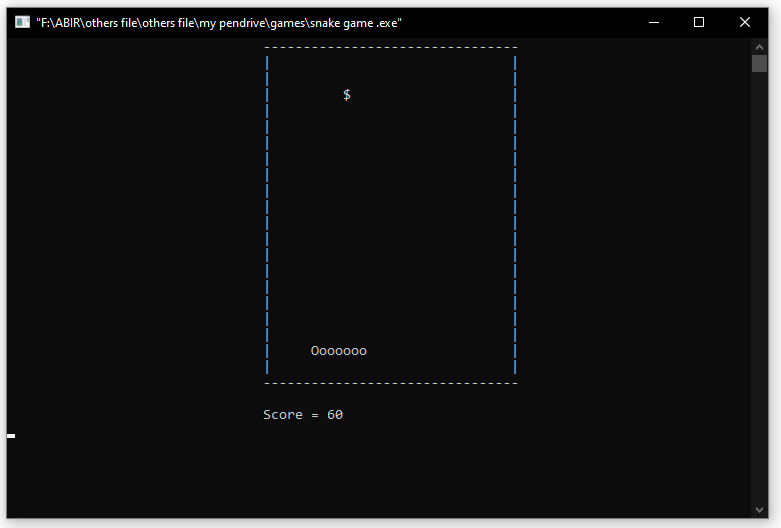 "F:\ABIR\others file\others file\my pendrive\games\snake game .exe"
$
Ooooooo
Score = 60